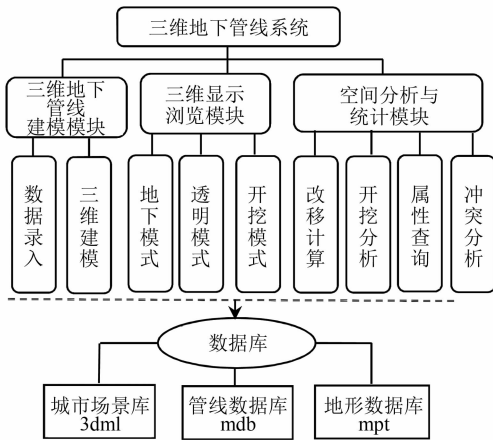 三维地下管线系统
三维地下
管线
建模模块
三维显示
浏览模块
空间分析与
统计模块
数据录入
三维建模
地下模式
透明模式
开挖模式
改移计算
开挖分析
属性查询
冲突分析
数据库
城市场景库
3dml
管线数据库
mdb
地形数据库
mpt